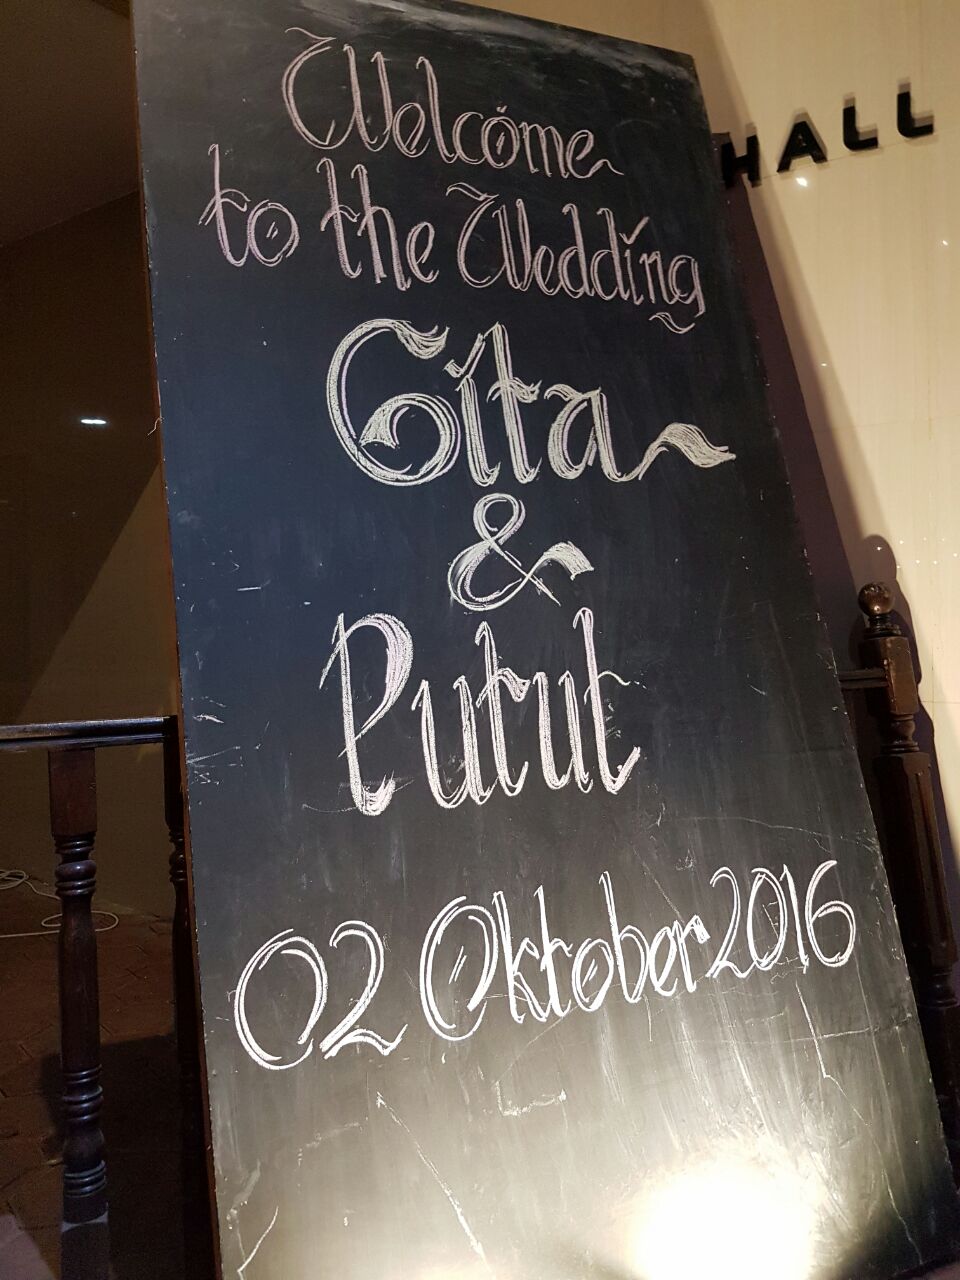 Welcome
to the Wedding
Gita
&
Putut
02 Oktober 2016
HALL